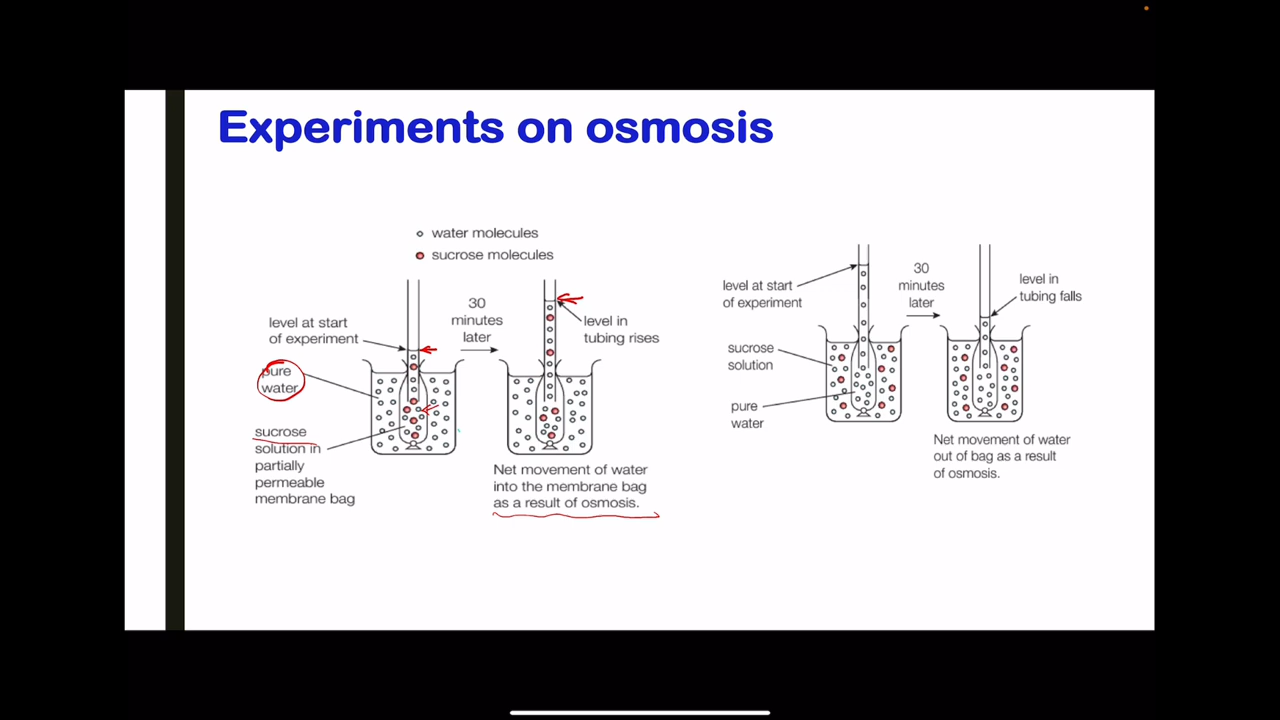 Experiments on osmosis
water molecules
sucrose molecules
level at start
of experiment
pure
water
sucrose
solution in
partially
permeable
membrane bag
30
minutes
later
level in
tubing rises
Net movement of water
into the membrane bag
as a result of osmosis.
level at start
of experiment
sucrose
solution
pure
water
30
minutes
later
level in
tubing falls
Net movement of water
out of bag as a result
of osmosis.